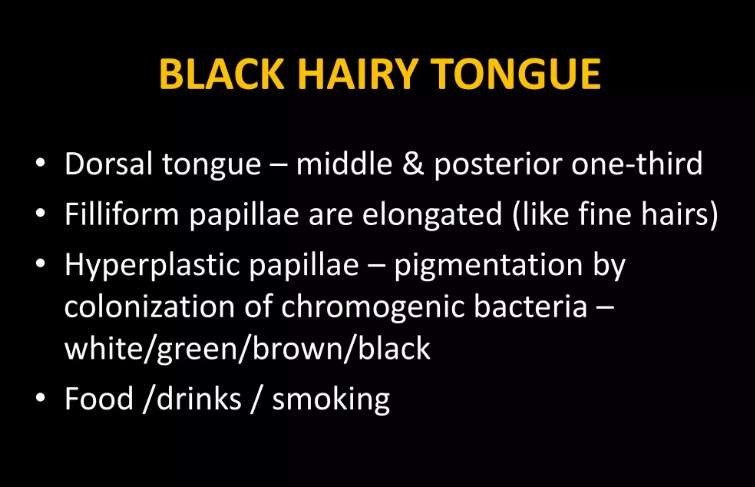 BLACK HAIRY TONGUE
• Dorsal tongue – middle & posterior one-third
• Filliform papillae are elongated (like fine hairs)
• Hyperplastic papillae – pigmentation by
colonization of chromogenic bacteria –
white/green/brown/black
• Food /drinks / smoking